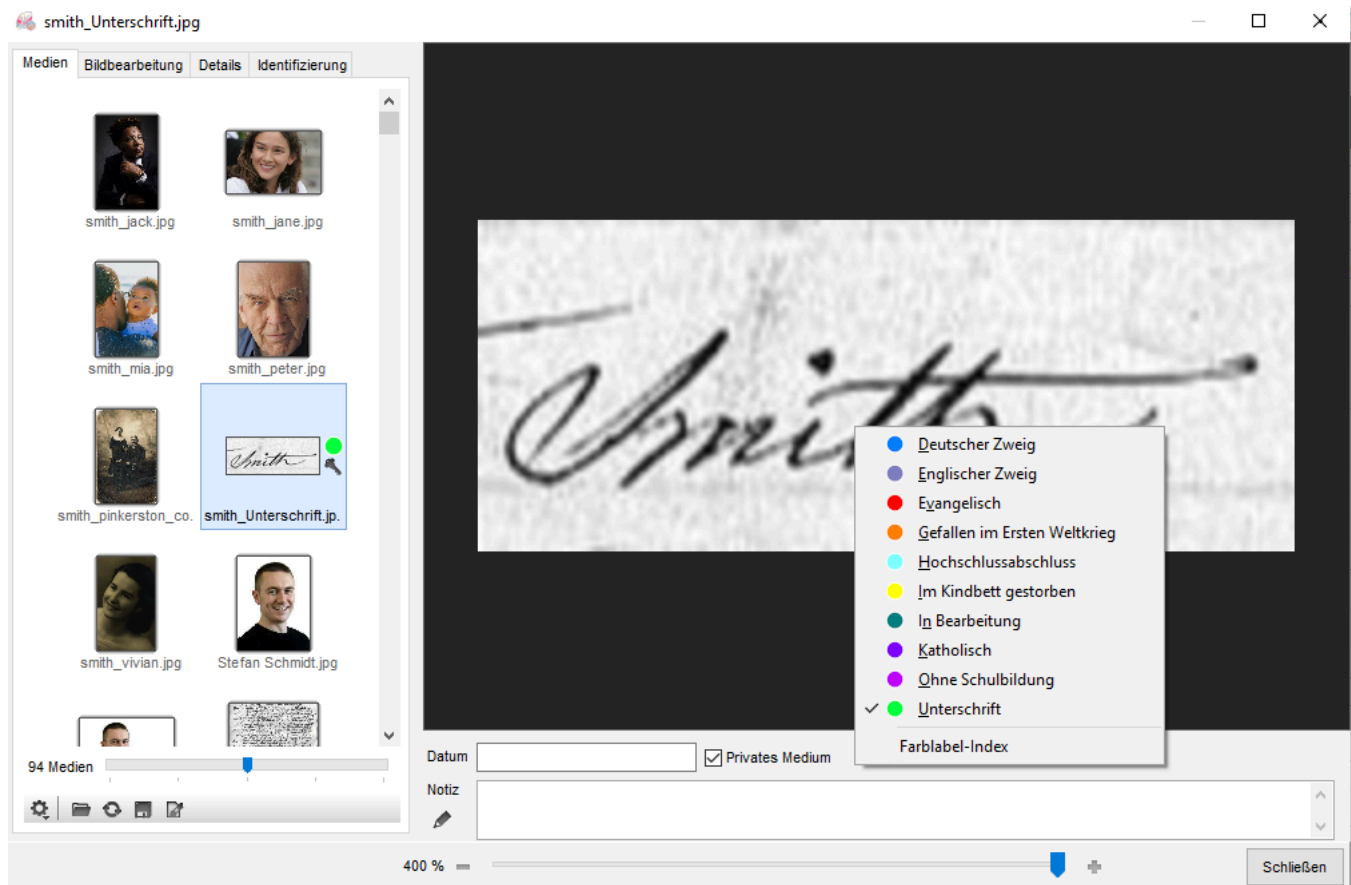 smith_Unterschrift.jpg
Medien Bildbearbeitung Details Identifizierung
smith_jack.jpg smith_jane.jpg
smith_mia.jpg smith_peter.jpg
Smith
smith_pinkerston_co. smith_Unterschrift.jp.
smith_vivian.jpg Stefan Schmidt.jpg
94 Medien
Smith
Deutscher Zweig
Englischer Zweig
Evangelisch
Gefallen im Ersten Weltkrieg
Hochschlussabschluss
Im Kindbett gestorben
In Bearbeitung
Katholisch
Ohne Schulbildung
Unterschrift
Farblabel-Index
Datum Privates Medium
Notiz
400 % Schließen